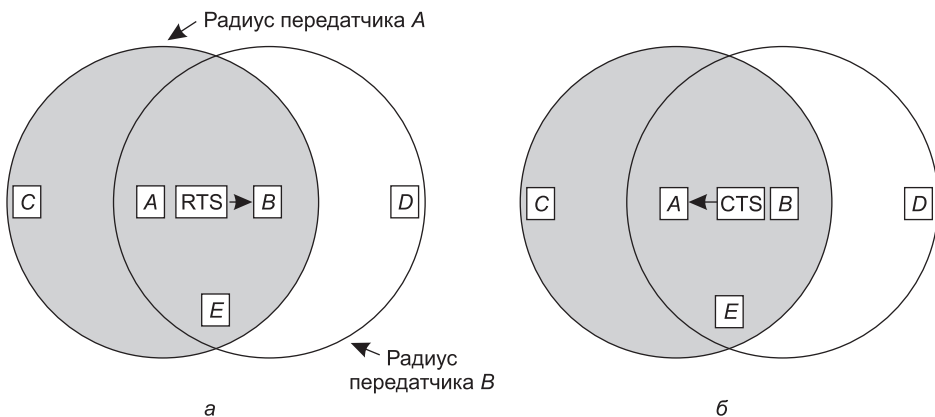 Радиус передатчика A
C
A
RTS
B
D
E
Радиус
передатчика B
а
C
A
CTS
B
D
E
б